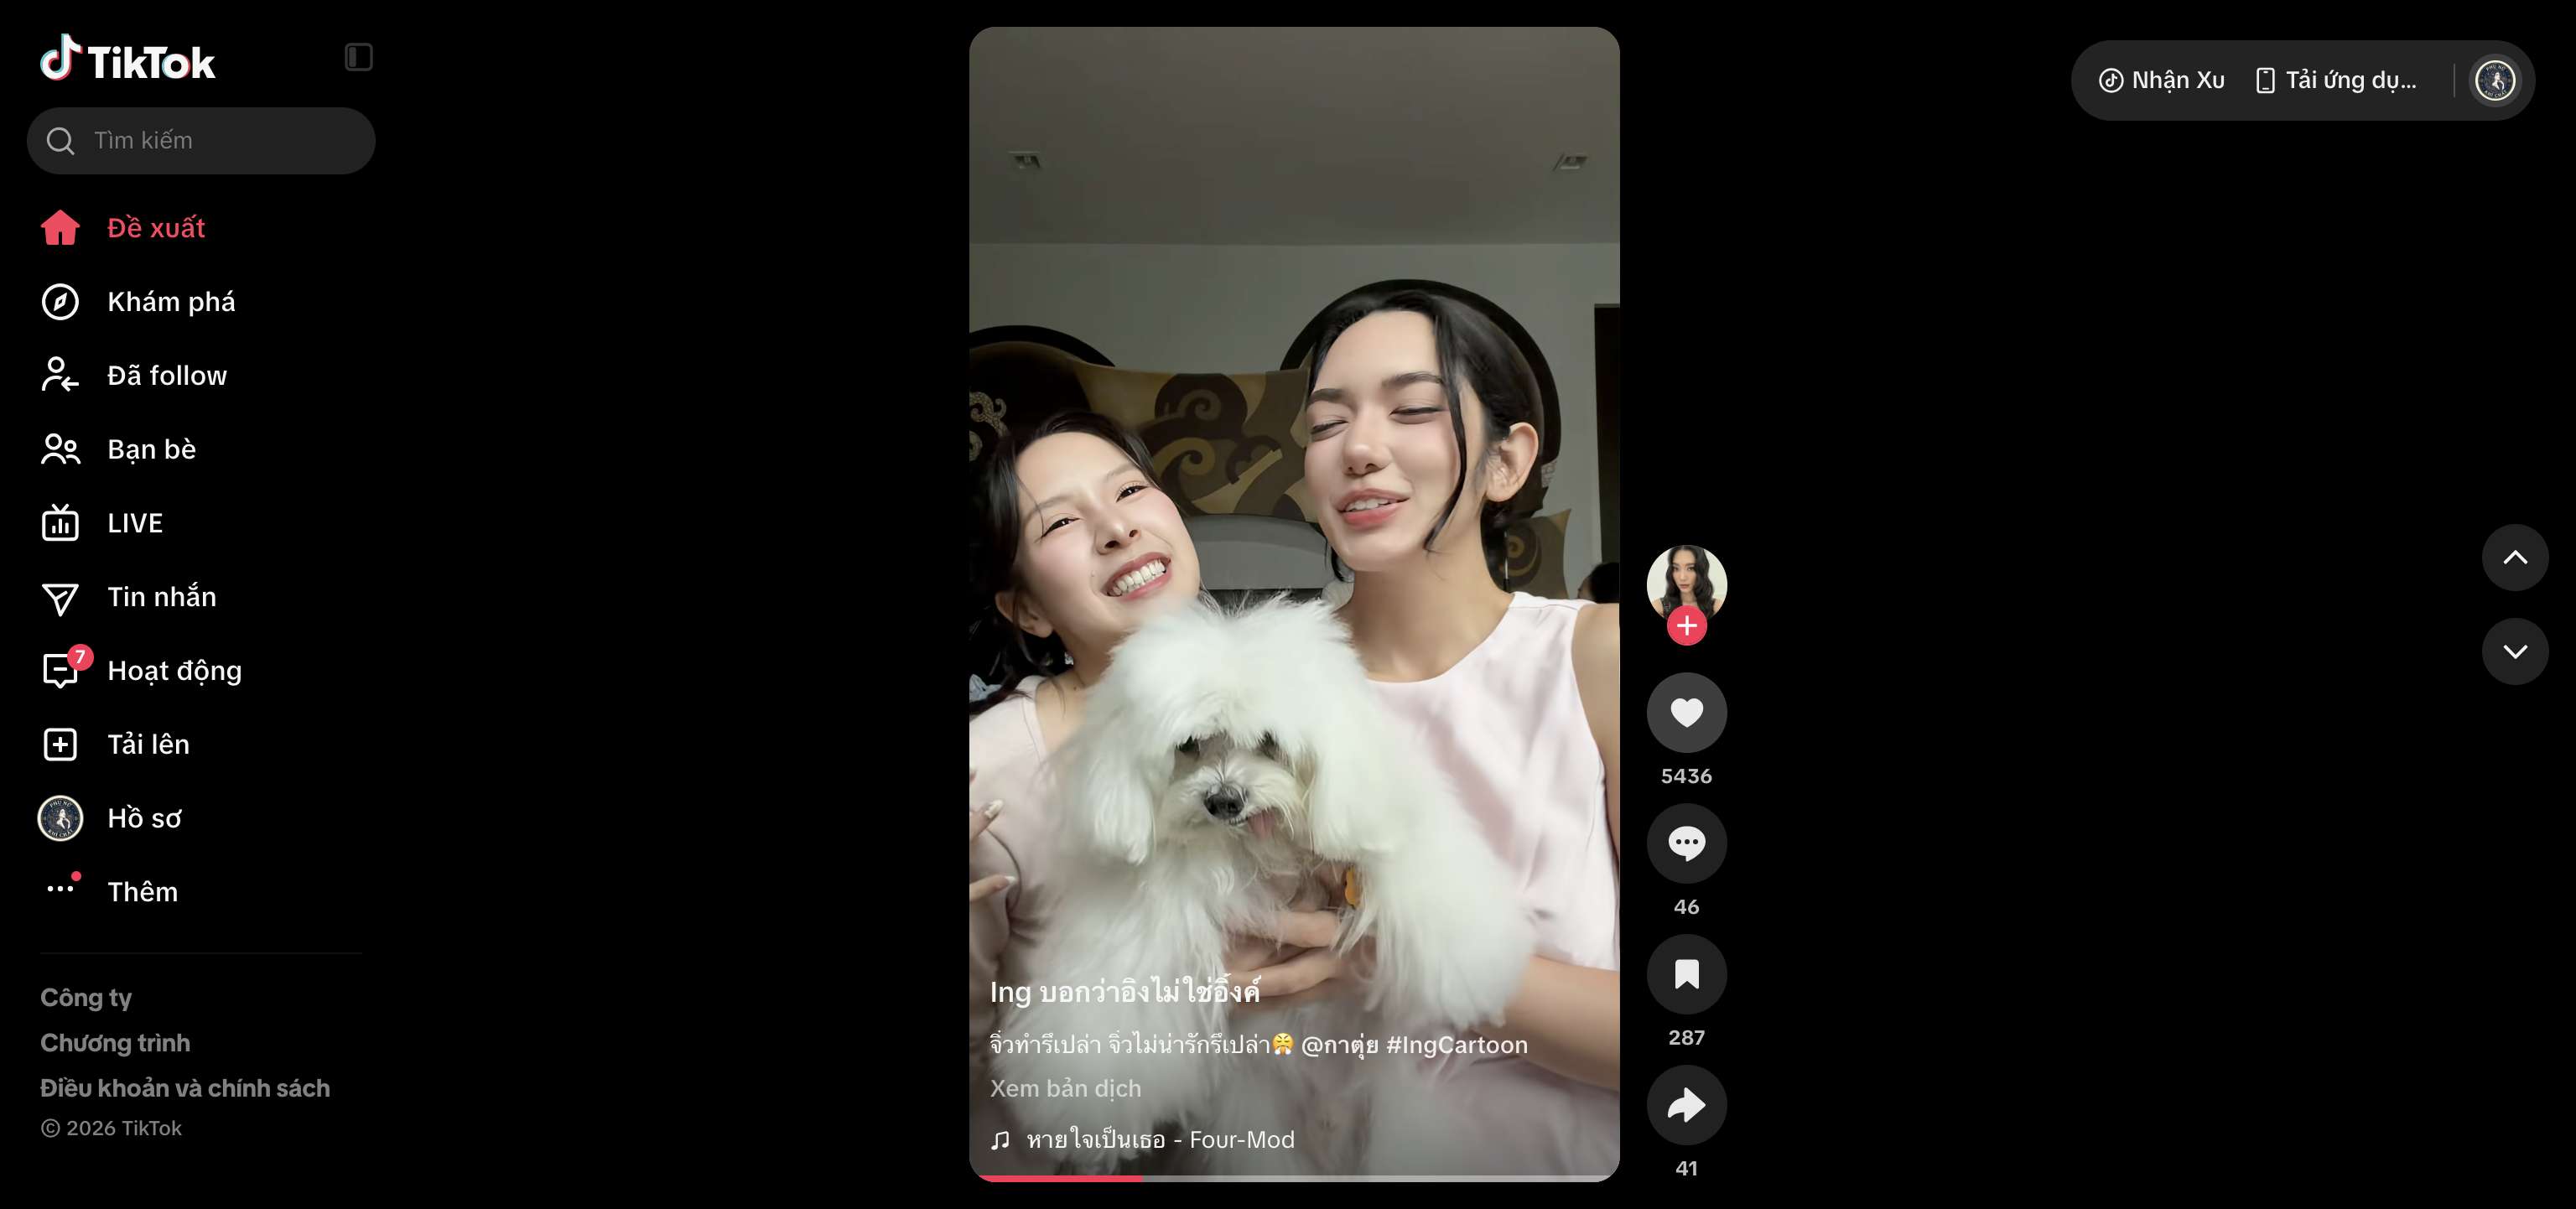 TikTok
Tìm kiếm
Đề xuất
Khám phá
Đã follow
Bạn bè
LIVE
Tin nhắn
7
Hoạt động
Tải lên
Hồ sơ
Thêm
Công ty
Chương trình
Điều khoản và chính sách
© 2026 TikTok
Ing บอกว่าอิงไม่ใช่อิ้งค์
จิ่วทำรึเปล่า จิ่วไม่น่ารักรึเปล่า😤 @กาตุ่ย #IngCartoon
Xem bản dịch
หายใจเป็นเธอ - Four-Mod
5436
46
287
41
Nhận Xu
Tải ứng dụ...